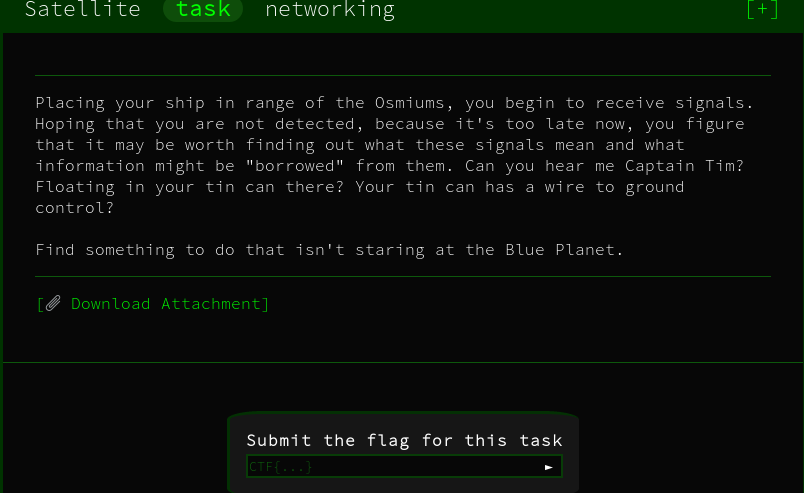 Satellite task networking [+]
Placing your ship in range of the Osmiums, you begin to receive signals.
Hoping that you are not detected, because it's too late now, you figure
that it may be worth finding out what these signals mean and what
information might be "borrowed" from them. Can you hear me Captain Tim?
Floating in your tin can there? Your tin can has a wire to ground
control?
Find something to do that isn't staring at the Blue Planet.
[📎 Download Attachment]
Submit the flag for this task
CTF{...} ►